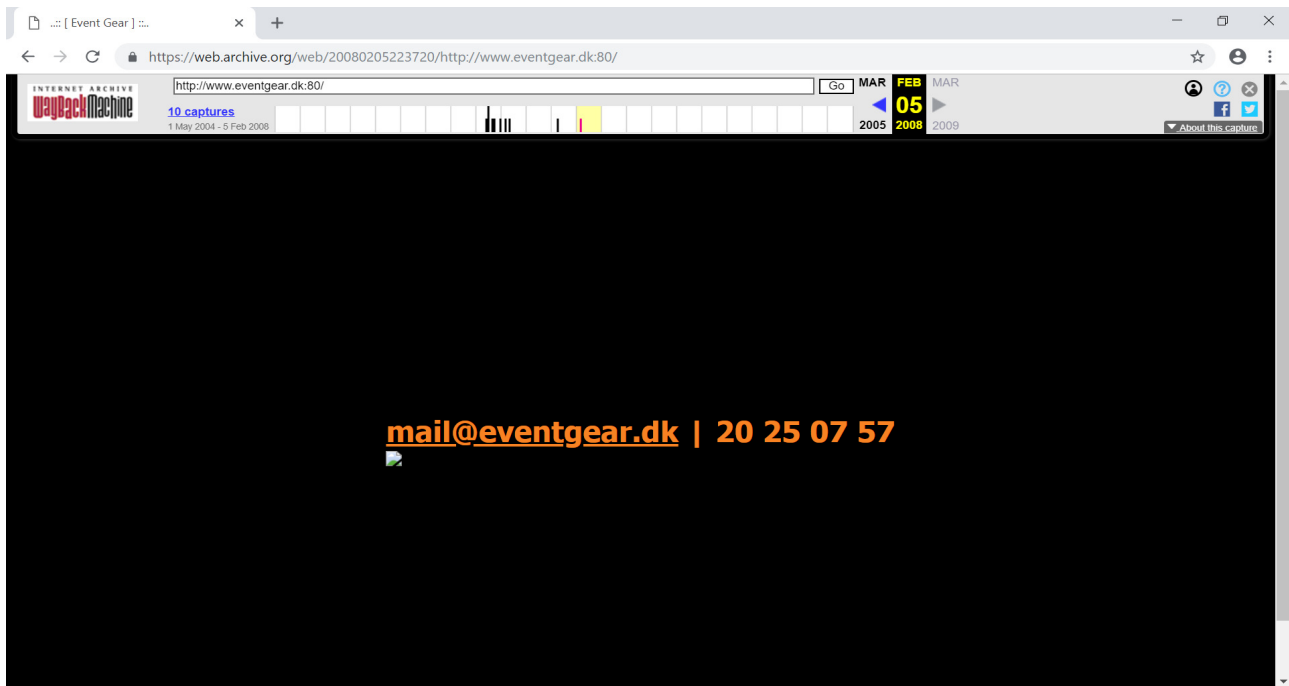 ..:: [ Event Gear ] ::..
https://web.archive.org/web/20080205223720/http://www.eventgear.dk:80/
INTERNET ARCHIVE
WayBackMachine
http://www.eventgear.dk:80/
Go
MAR FEB MAR
10 captures
05
1 May 2004 - 5 Feb 2008
2005 2008 2009
About this capture
mail@eventgear.dk | 20 25 07 57